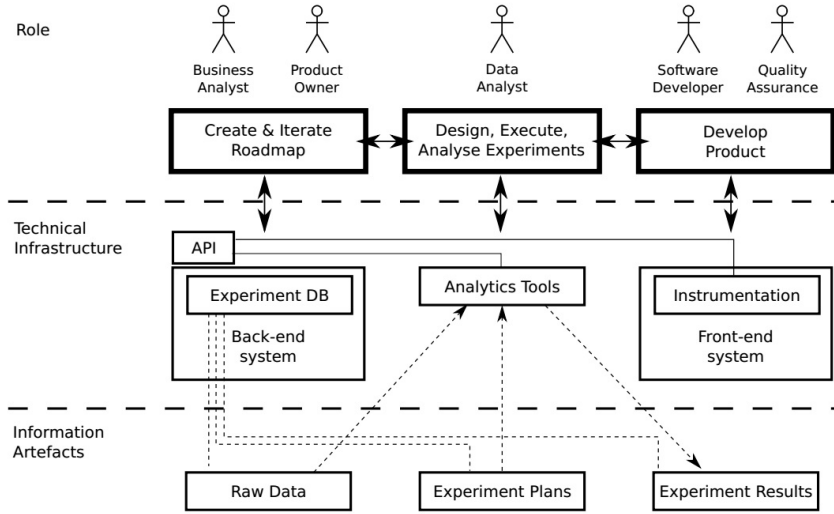 Role
Business
Analyst
Product
Owner
Data
Analyst
Software
Developer
Quality
Assurance
Create & Iterate
Roadmap
Design, Execute,
Analyse Experiments
Develop
Product
Technical
Infrastructure
API
Experiment DB
Back-end
system
Analytics Tools
Instrumentation
Front-end
system
Information
Artefacts
Raw Data
Experiment Plans
Experiment Results